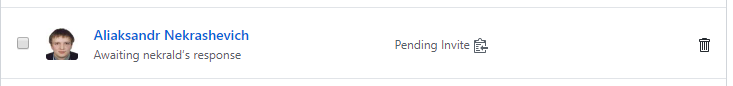 Aliaksandr Nekrashevich
Awaiting nekrald's response
Pending Invite